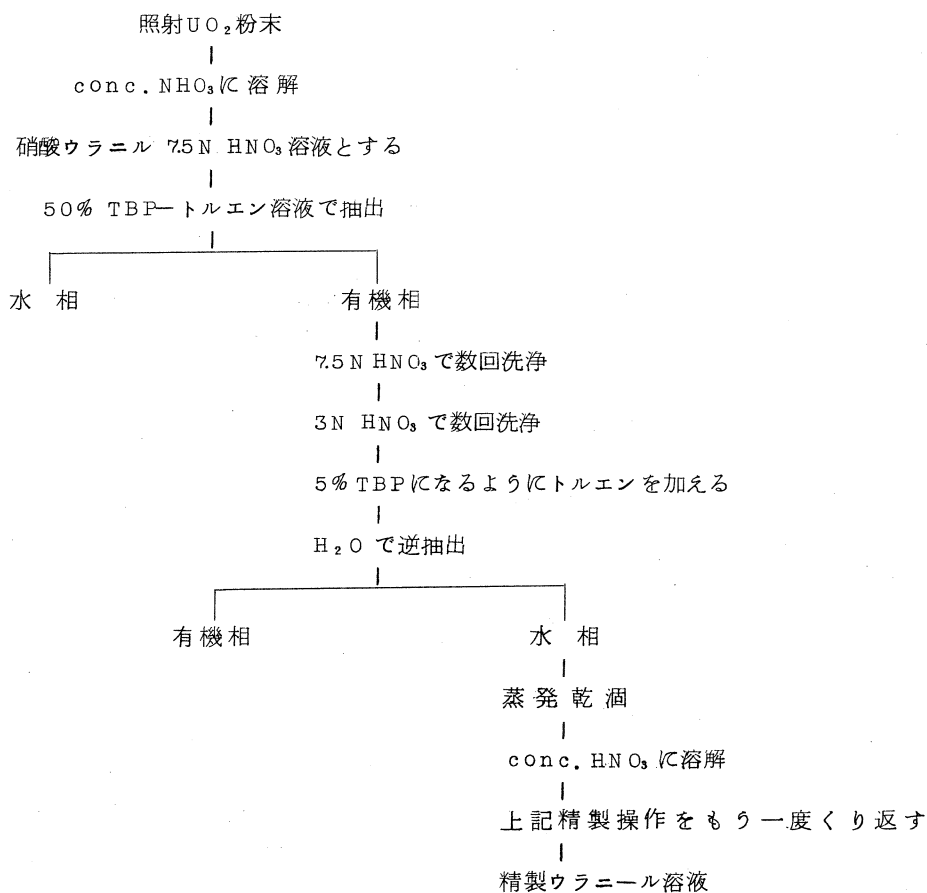 照射UO₂粉末
conc.NHO₃に溶解
硝酸ウラニル 7.5N HNO₃溶液とする
50% TBP―トルエン溶液で抽出
水 相
有機相
7.5N HNO₃で数回洗浄
3N HNO₃で数回洗浄
5%TBPになるようにトルエンを加える
H₂Oで逆抽出
有機相
水 相
蒸発乾涸
conc.HNO₃に溶解
上記精製操作をもう一度くり返す
精製ウラニール溶液